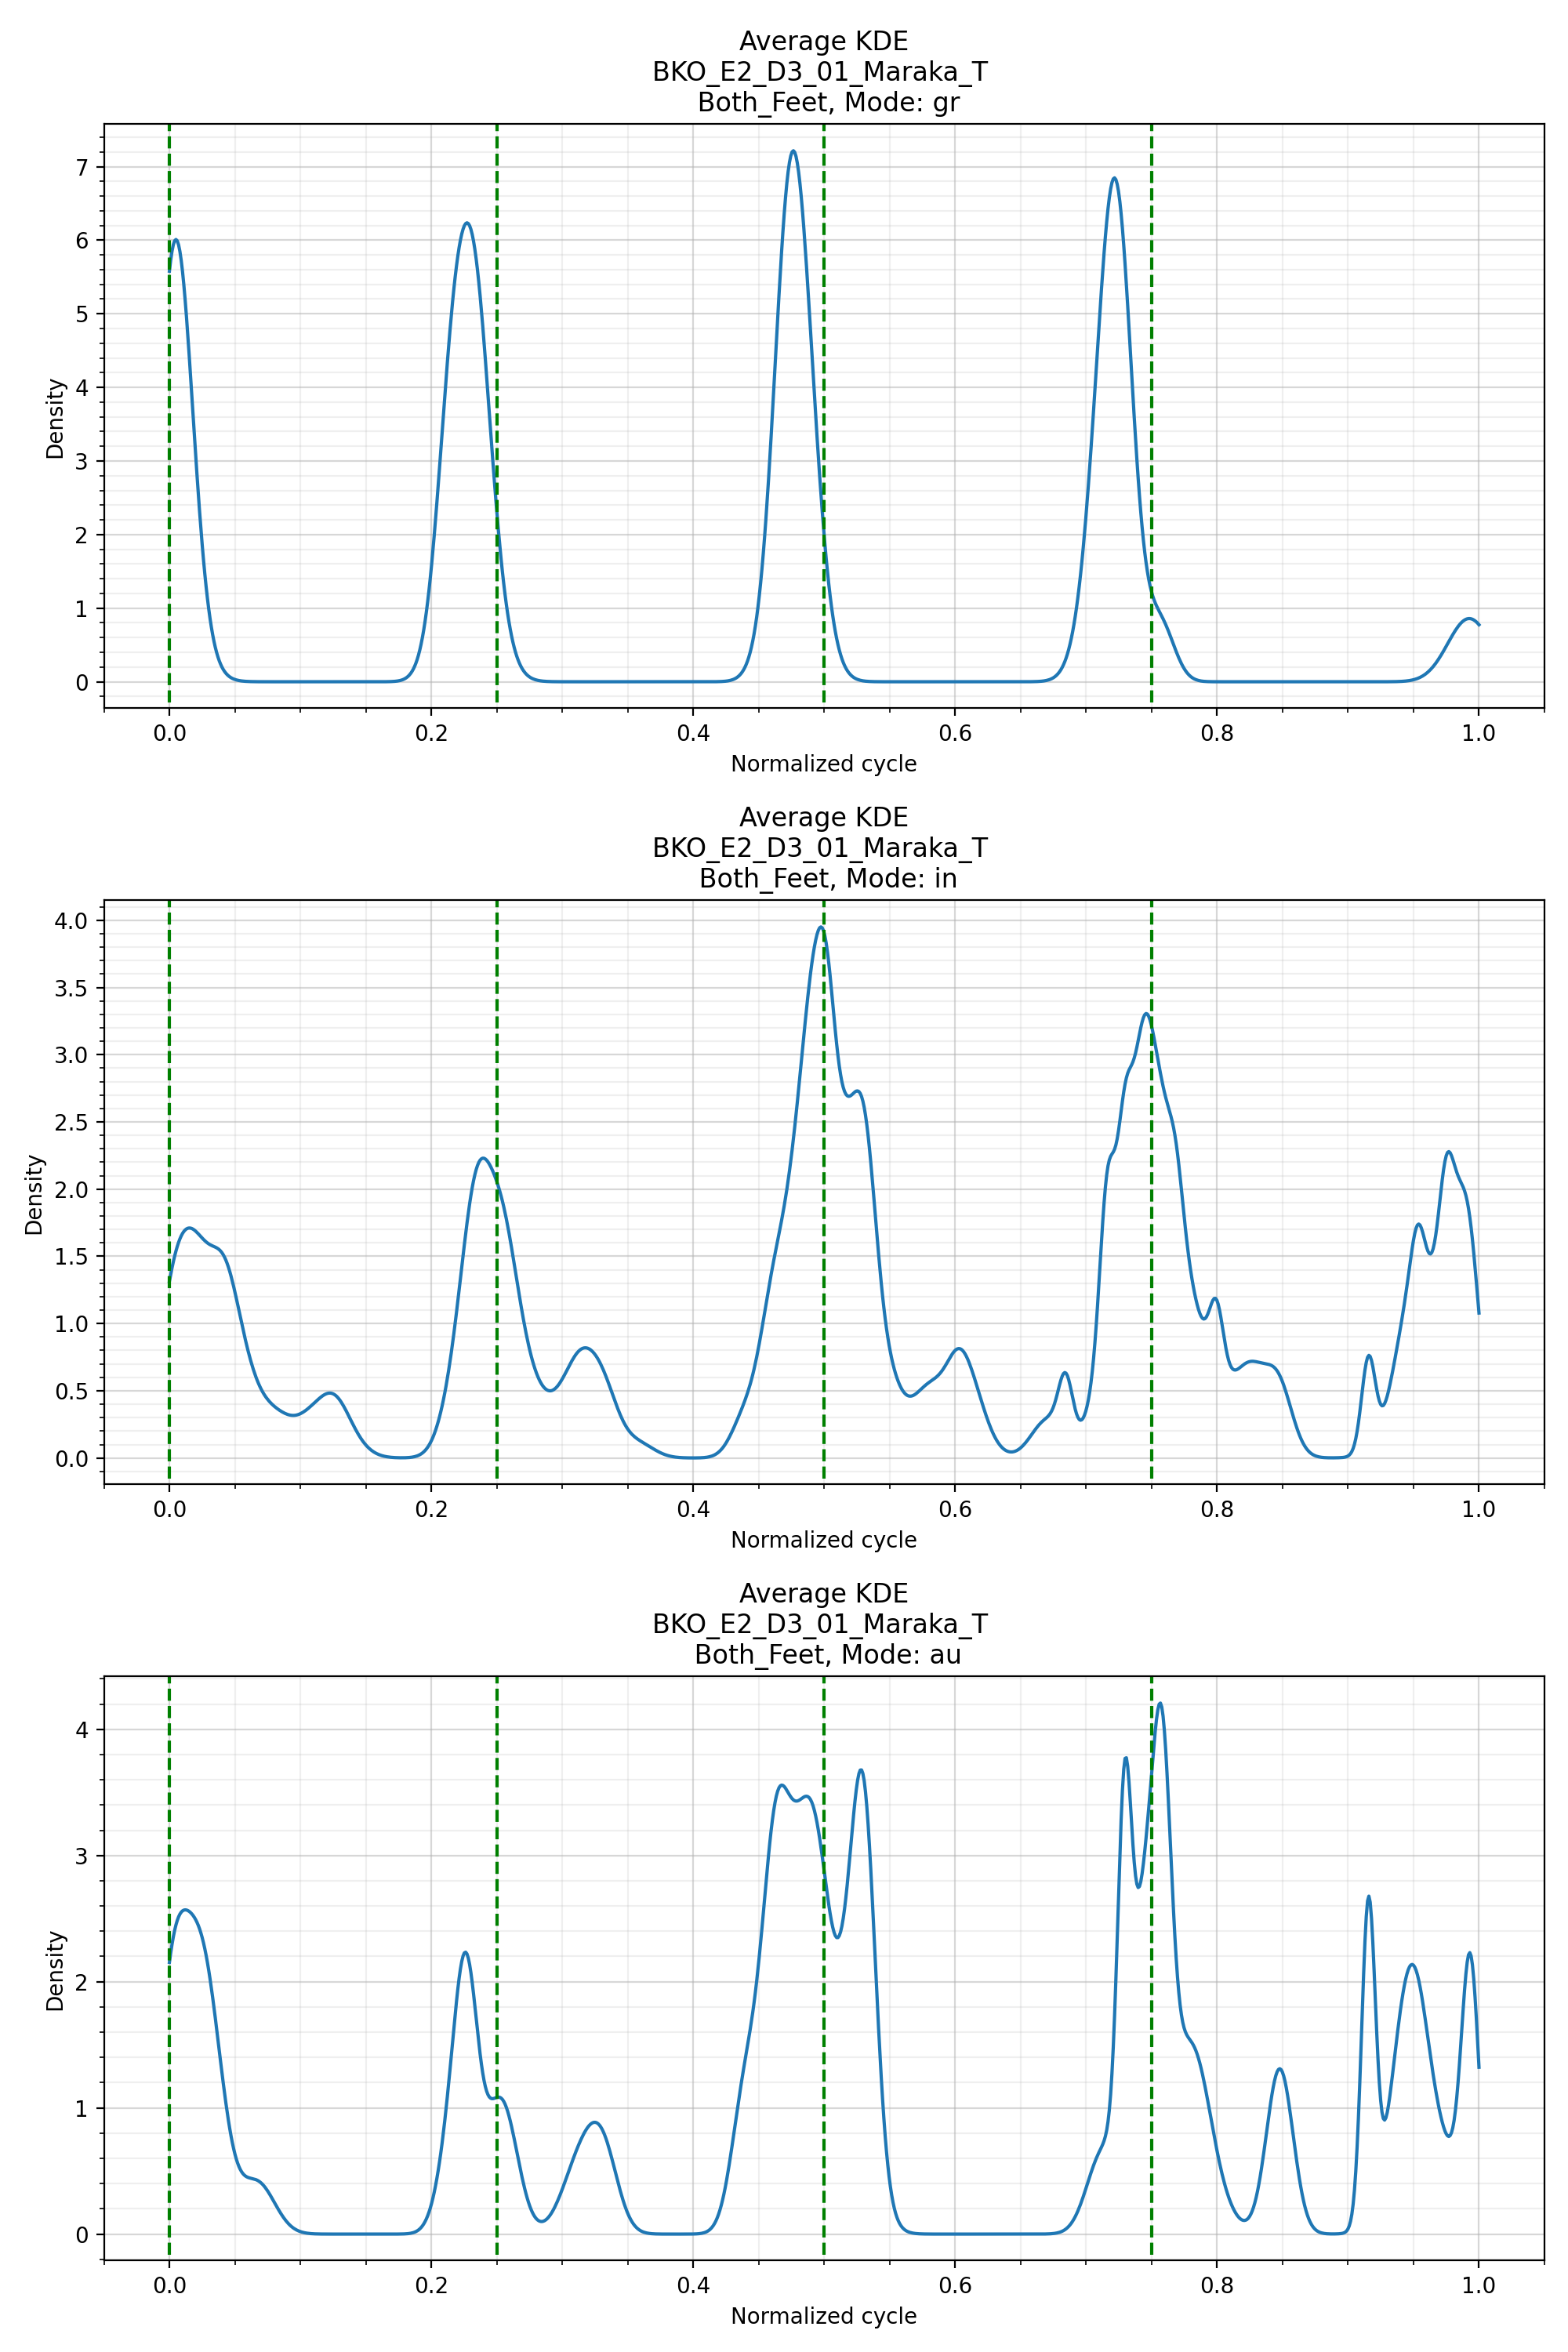 Average KDE
BKO_E2_D3_01_Maraka_T
Both_Feet, Mode: gr
7
6
5
4
3
2
1
0
Density
0.0 0.2 0.4 0.6 0.8 1.0
Normalized cycle
Average KDE
BKO_E2_D3_01_Maraka_T
Both_Feet, Mode: in
4.0
3.5
3.0
2.5
2.0
1.5
1.0
0.5
0.0
Density
0.0 0.2 0.4 0.6 0.8 1.0
Normalized cycle
Average KDE
BKO_E2_D3_01_Maraka_T
Both_Feet, Mode: au
4
3
2
1
0
Density
0.0 0.2 0.4 0.6 0.8 1.0
Normalized cycle